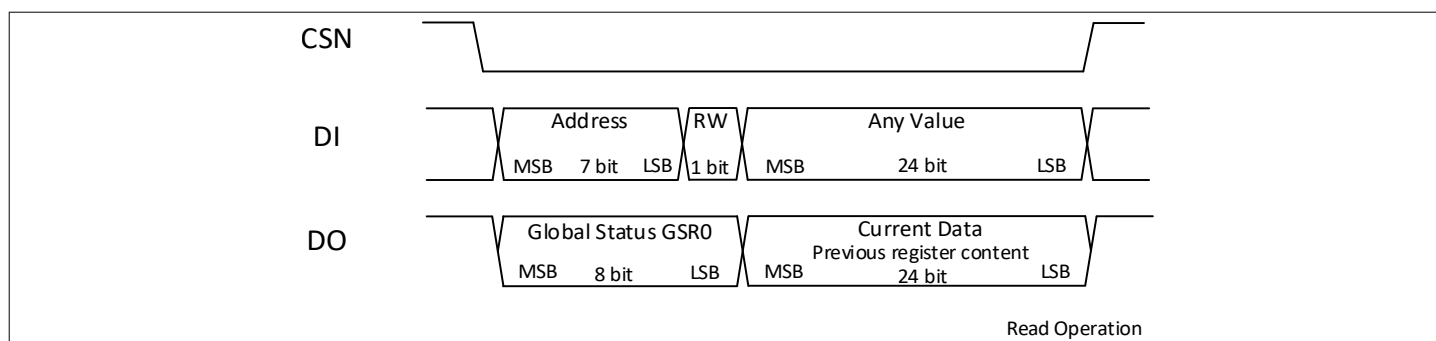 CSN
DI
Address
RW
Any Value
MSB 7 bit LSB 1 bit MSB 24 bit LSB
DO
Global Status GSR0
Current Data
Previous register content
MSB 8 bit LSB MSB 24 bit LSB
Read Operation